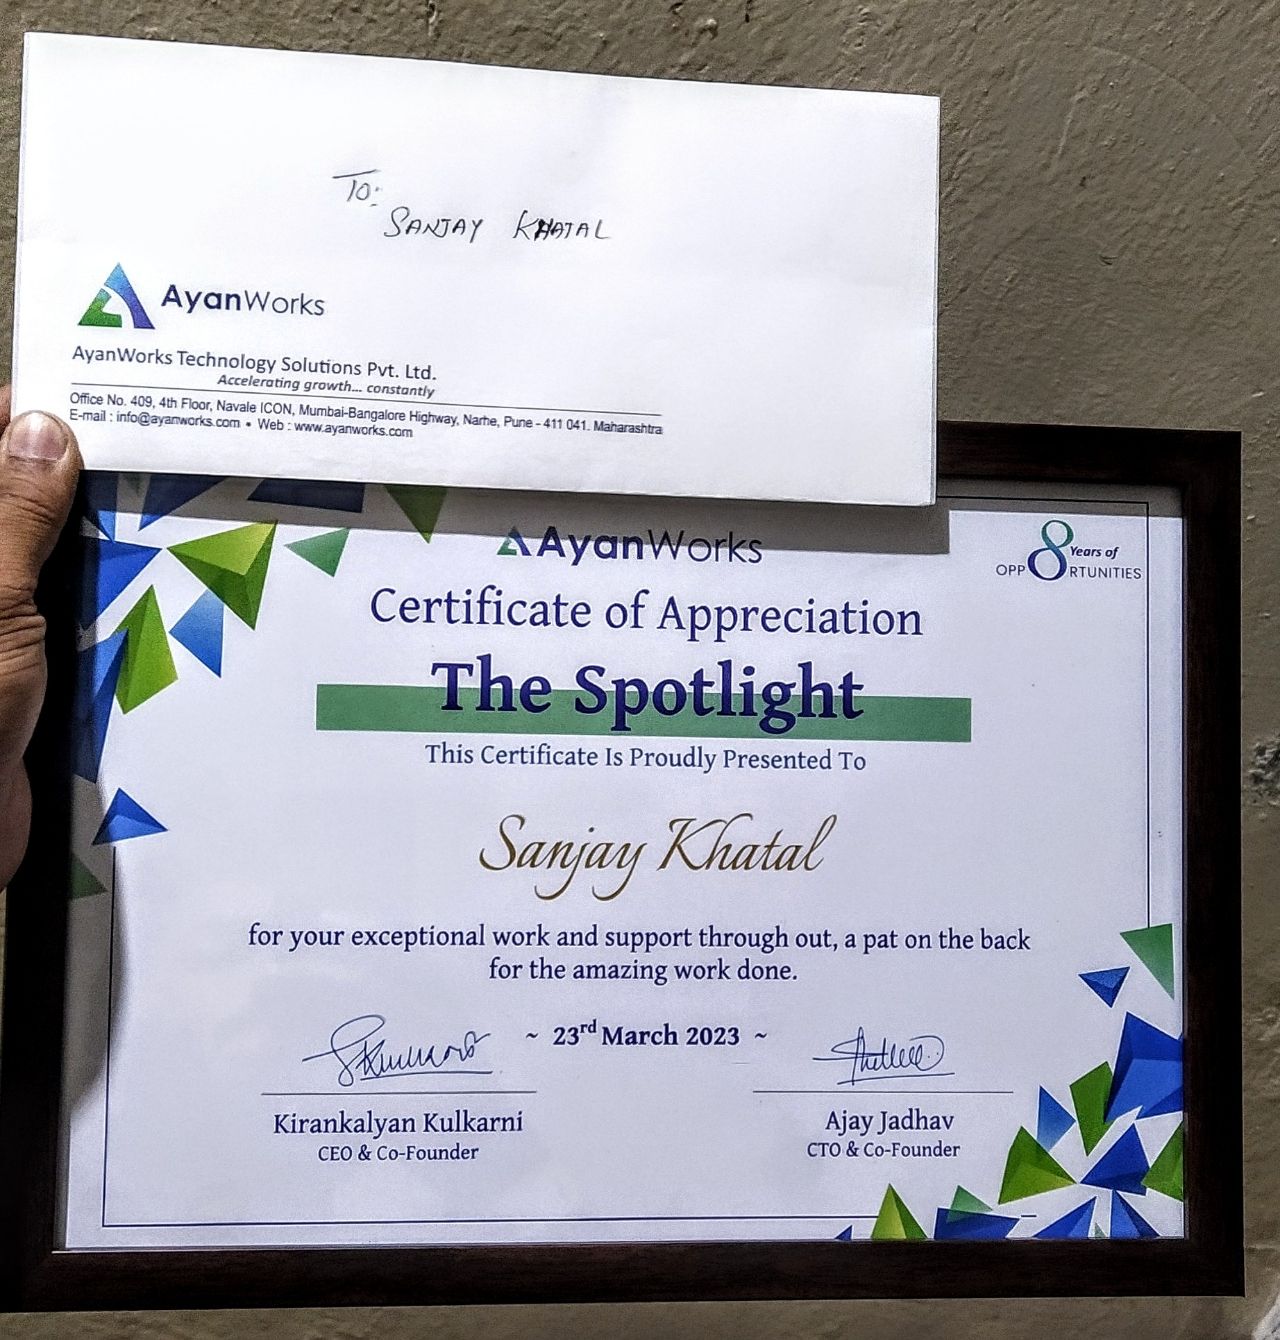 To:
SANJAY KHATAL
AyanWorks
AyanWorks Technology Solutions Pvt. Ltd.
Accelerating growth... constantly
Office No. 409, 4th Floor, Navale ICON, Mumbai-Bangalore Highway, Narhe, Pune - 411 041. Maharashtra
E-mail : info@ayanworks.com • Web : www.ayanworks.com
AyanWorks
8 Years of
OPP RTUNITIES
Certificate of Appreciation
The Spotlight
This Certificate Is Proudly Presented To
Sanjay Khatal
for your exceptional work and support through out, a pat on the back
for the amazing work done.
~ 23rd March 2023 ~
Kirankalyan Kulkarni
CEO & Co-Founder
Ajay Jadhav
CTO & Co-Founder